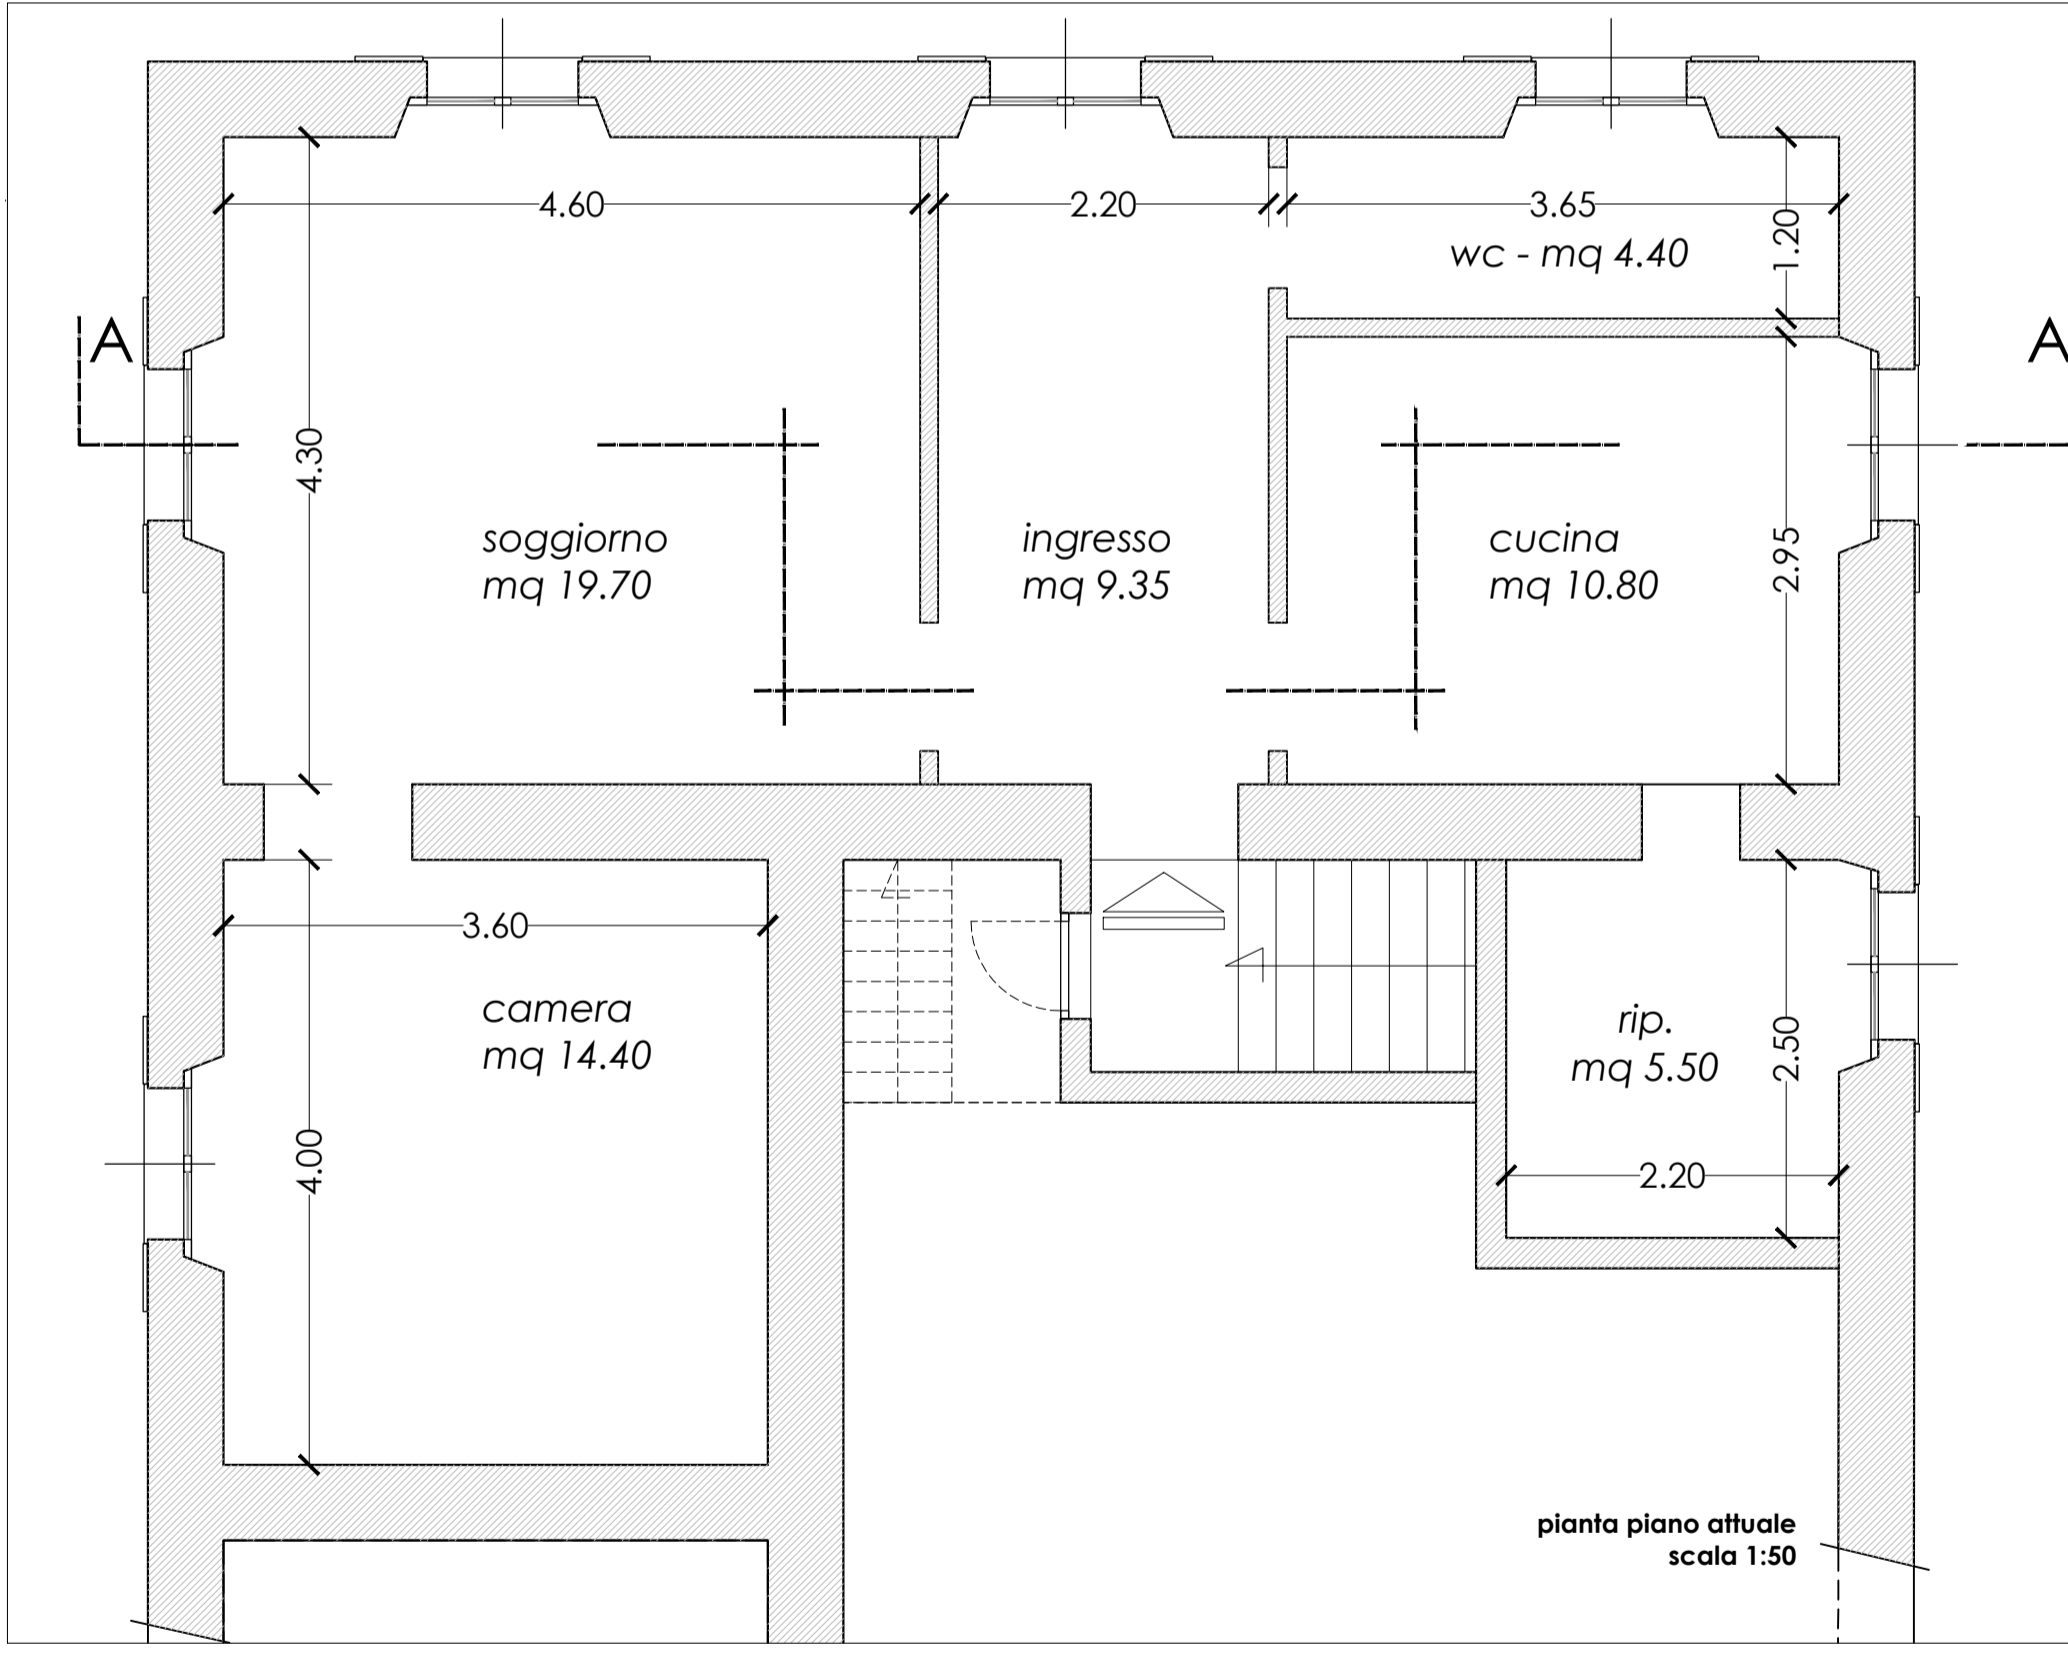 4.60
2.20
3.65
wc - mq 4.40
1.20
A
A
4.30
soggiorno
mq 19.70
ingresso
mq 9.35
cucina
mq 10.80
2.95
3.60
camera
mq 14.40
4.00
rip.
mq 5.50
2.50
2.20
pianta piano attuale
scala 1:50